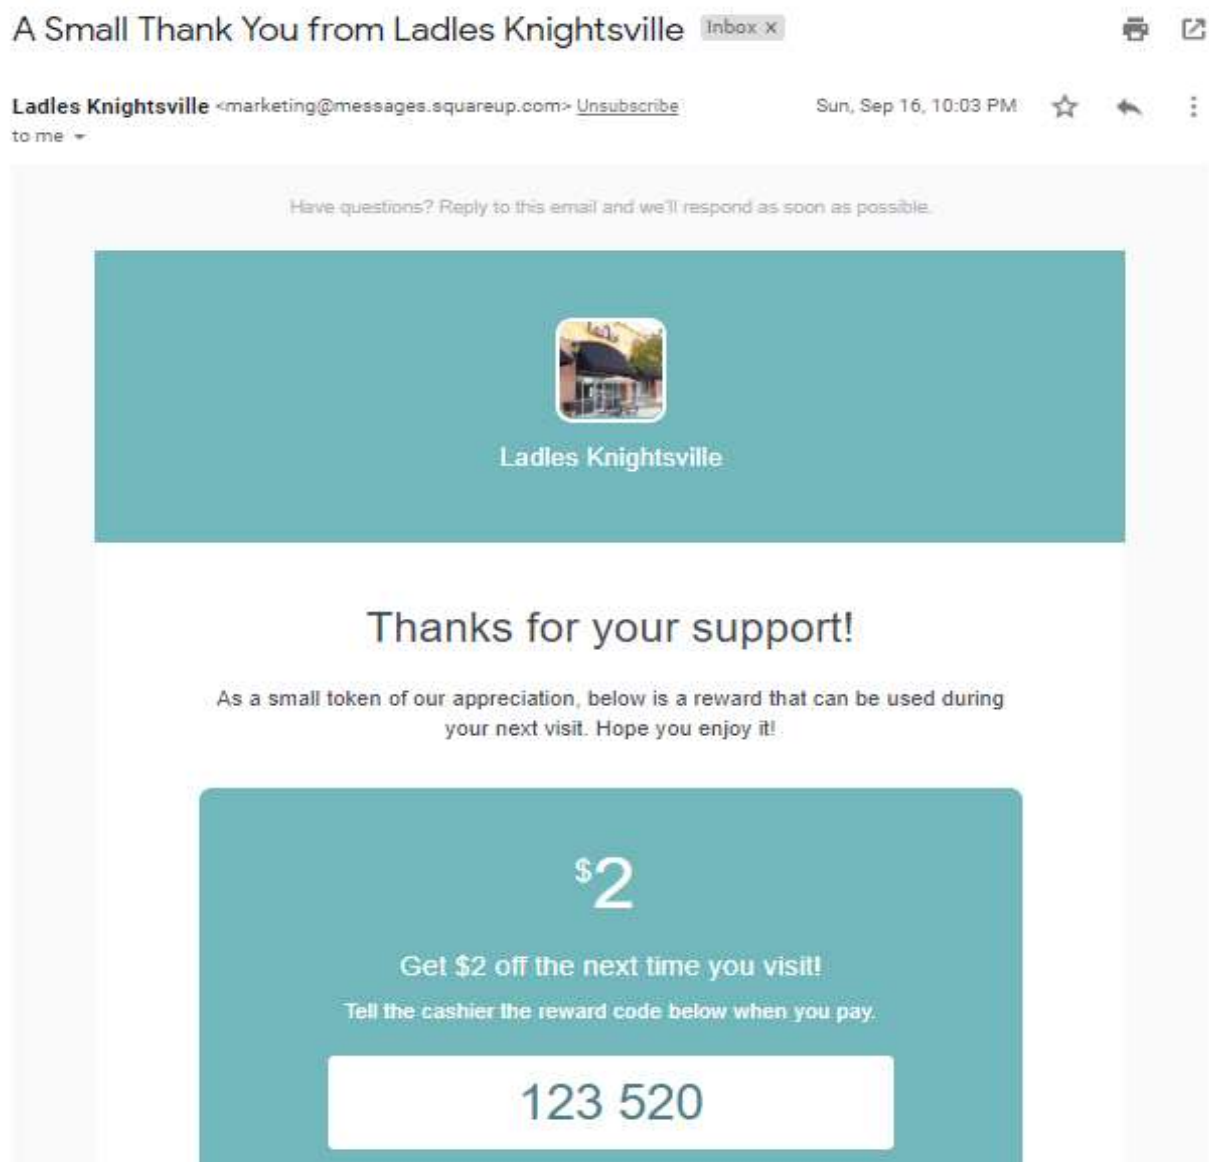 A Small Thank You from Ladles Knightsville Inbox x
Ladles Knightsville <marketing@messages.squareup.com> Unsubscribe Sun, Sep 16, 10:03 PM
to me
Have questions? Reply to this email and we'll respond as soon as possible.
Ladles Knightsville
Thanks for your support!
As a small token of our appreciation, below is a reward that can be used during
your next visit. Hope you enjoy it!
$2
Get $2 off the next time you visit!
Tell the cashier the reward code below when you pay.
123 520